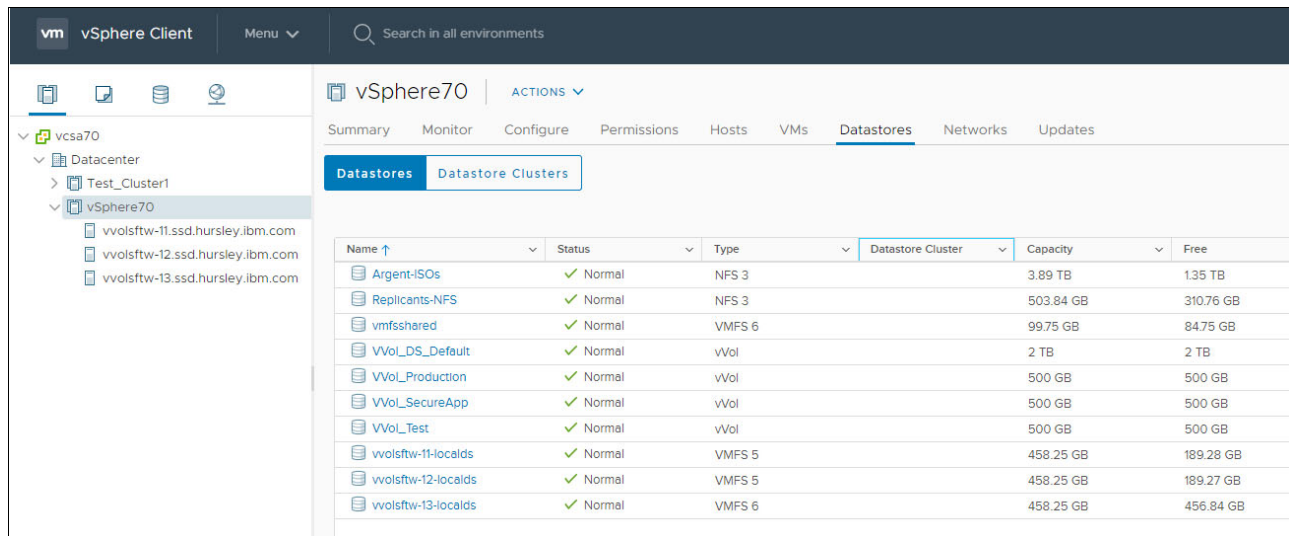 vm vSphere Client Menu Search in all environments
vSphere70 ACTIONS
vcsa70
Datacenter
Test_Cluster1
vSphere70
vvolsftw-11.ssd.hursley.ibm.com
vvolsftw-12.ssd.hursley.ibm.com
vvolsftw-13.ssd.hursley.ibm.com
Summary Monitor Configure Permissions Hosts VMs Datastores Networks Updates
Datastores Datastore Clusters
Name ↑ Status Type Datastore Cluster Capacity Free
Argent-ISOs Normal NFS 3 3.89 TB 1.35 TB
Replicants-NFS Normal NFS 3 503.84 GB 310.76 GB
vmfsshared Normal VMFS 6 99.75 GB 84.75 GB
VVol_DS_Default Normal vVol 2 TB 2 TB
VVol_Production Normal vVol 500 GB 500 GB
VVol_SecureApp Normal vVol 500 GB 500 GB
VVol_Test Normal vVol 500 GB 500 GB
vvolsftw-11-localds Normal VMFS 5 458.25 GB 189.28 GB
vvolsftw-12-localds Normal VMFS 5 458.25 GB 189.27 GB
vvolsftw-13-localds Normal VMFS 6 458.25 GB 456.84 GB